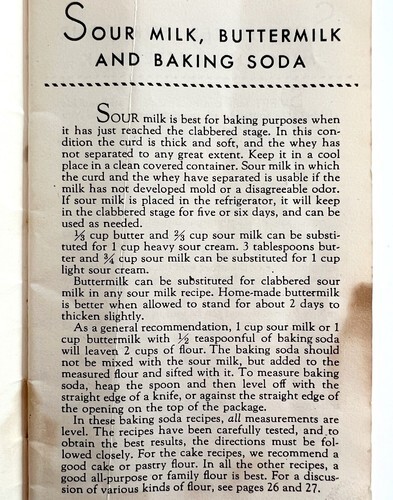 SOUR MILK, BUTTERMILK
AND BAKING SODA
SOUR milk is best for baking purposes when
it has just reached the clabbered stage. In this con-
dition the curd is thick and soft, and the whey has
not separated to any great extent. Keep it in a cool
place in a clean covered container. Sour milk in which
the curd and the whey have separated is usable if the
milk has not developed mold or a disagreeable odor.
If sour milk is placed in the refrigerator, it will keep
in the clabbered stage for five or six days, and can be
used as needed.
⅓ cup butter and ⅔ cup sour milk can be substi-
tuted for 1 cup heavy sour cream. 3 tablespoons but-
ter and ¾ cup sour milk can be substituted for 1 cup
light sour cream.
Buttermilk can be substituted for clabbered sour
milk in any sour milk recipe. Home-made buttermilk
is better when allowed to stand for about 2 days to
thicken slightly.
As a general recommendation, 1 cup sour milk or 1
cup buttermilk with ½ teaspoonful of baking soda
will leaven 2 cups of flour. The baking soda should
not be mixed with the sour milk, but added to the
measured flour and sifted with it. To measure baking
soda, heap the spoon and then level off with the
straight edge of a knife, or against the straight edge of
the opening on the top of the package.
In these baking soda recipes, all measurements are
level. The recipes have been carefully tested, and to
obtain the best results, the directions must be fol-
lowed closely. For the cake recipes, we recommend a
good cake or pastry flour. In all the other recipes, a
good all-purpose or family flour is best. For a discus-
sion of various kinds of flour, see pages 26 and 27.